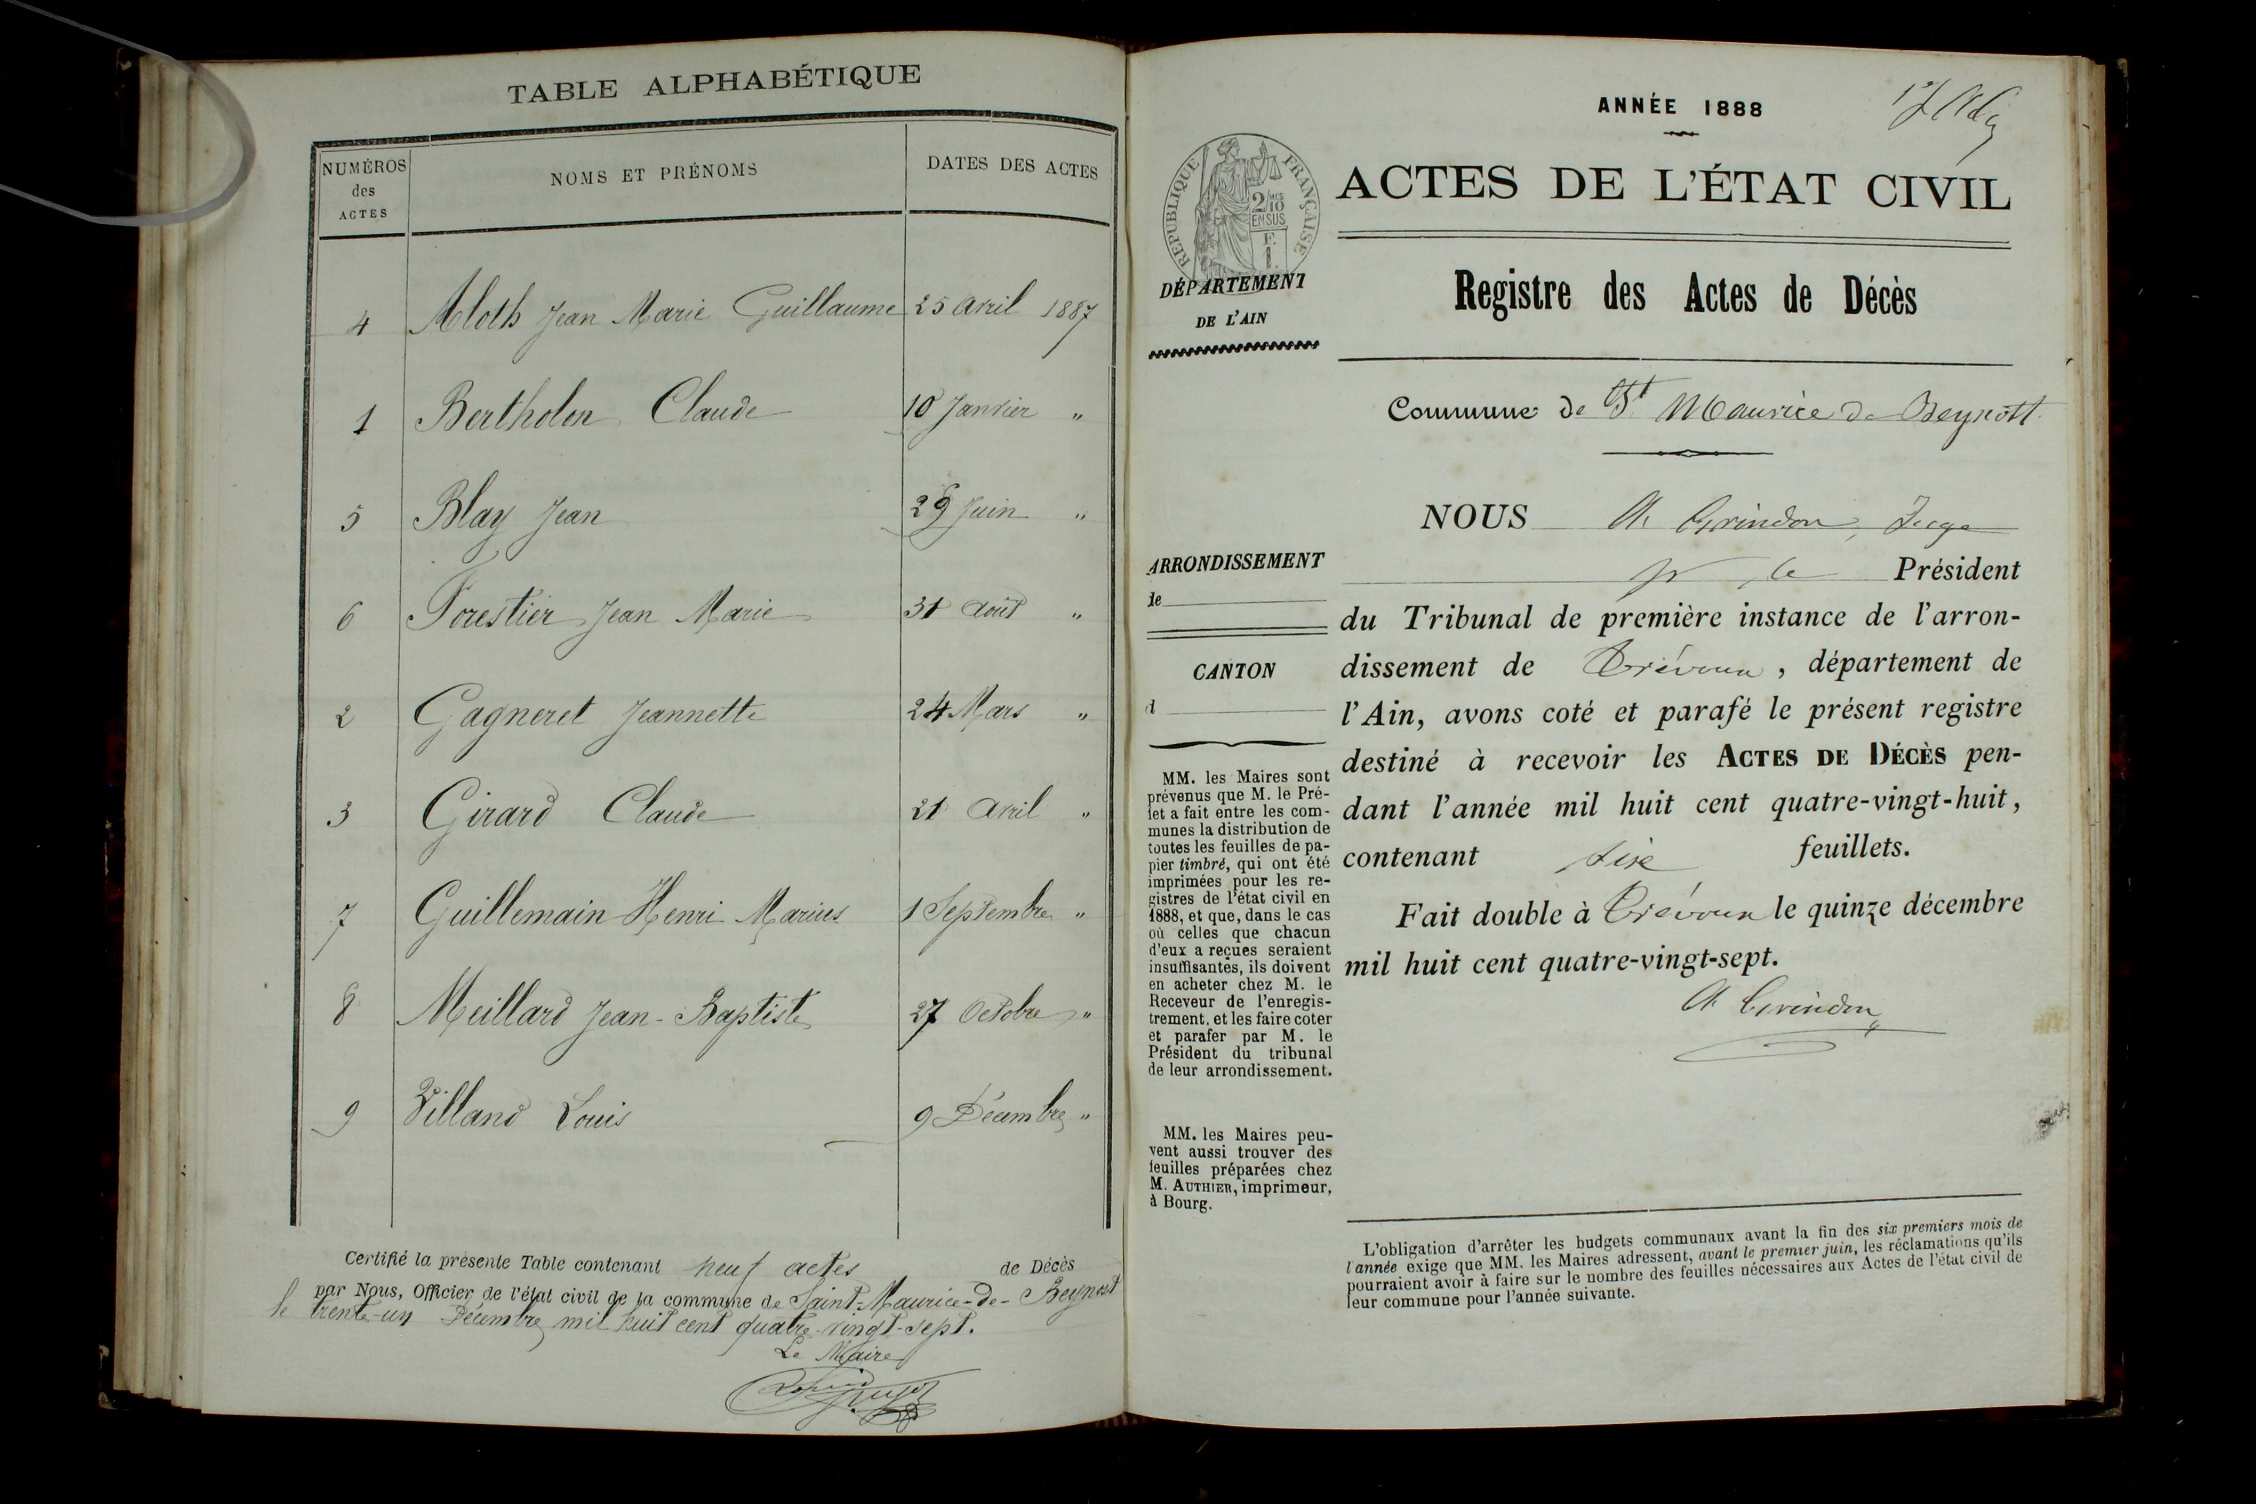 TABLE ALPHABÉTIQUE
NUMÉROS des ACTES
NOMS ET PRÉNOMS
DATES DES ACTES
4 Aloth Jean Marie Guillaume 25 avril 1887
1 Bertholon Claude 10 Janvier "
5 Blay Jean 29 Juin "
6 Forestier Jean Marie 31 août "
2 Gagneret Jeannette 24 Mars "
3 Girard Claude 21 avril "
7 Guillemain Henri Marius 1 Septembre "
8 Meillard Jean-Baptiste 27 Octobre "
9 Villand Louis 9 Décembre "
Certifié la présente Table contenant neuf actes de Décès
par Nous, Officier de l'état civil de la commune de Saint-Maurice-de-Beynost
le trente-un Décembre mil huit cent quatre-vingt-sept.
Le Maire
ANNÉE 1888
RÉPUBLIQUE FRANÇAISE
2/10 EN SUS
F. 1.
ACTES DE L'ÉTAT CIVIL
DÉPARTEMENT
DE L'AIN
Registre des Actes de Décès
Commune de St Maurice de Beynost
NOUS A. Grindon, Juge
pr le Président
du Tribunal de première instance de l'arron-
dissement de Trévoux, département de
l'Ain, avons coté et parafé le présent registre
destiné à recevoir les ACTES DE DÉCÈS pen-
dant l'année mil huit cent quatre-vingt-huit,
contenant six feuillets.
Fait double à Trévoux le quinze décembre
mil huit cent quatre-vingt-sept.
A. Grindon
ARRONDISSEMENT
de
CANTON
d
MM. les Maires sont
prévenus que M. le Pré-
fet a fait entre les com-
munes la distribution de
toutes les feuilles de pa-
pier timbré, qui ont été
imprimées pour les re-
gistres de l'état civil en
1888, et que, dans le cas
où celles que chacun
d'eux a reçues seraient
insuffisantes, ils doivent
en acheter chez M. le
Receveur de l'enregis-
trement, et les faire coter
et parafer par M. le
Président du tribunal
de leur arrondissement.
MM. les Maires peu-
vent aussi trouver des
feuilles préparées chez
M. AUTHIER, imprimeur,
à Bourg.
L'obligation d'arrêter les budgets communaux avant la fin des six premiers mois de
l'année exige que MM. les Maires adressent, avant le premier juin, les réclamations qu'ils
pourraient avoir à faire sur le nombre des feuilles nécessaires aux Actes de l'état civil de
leur commune pour l'année suivante.